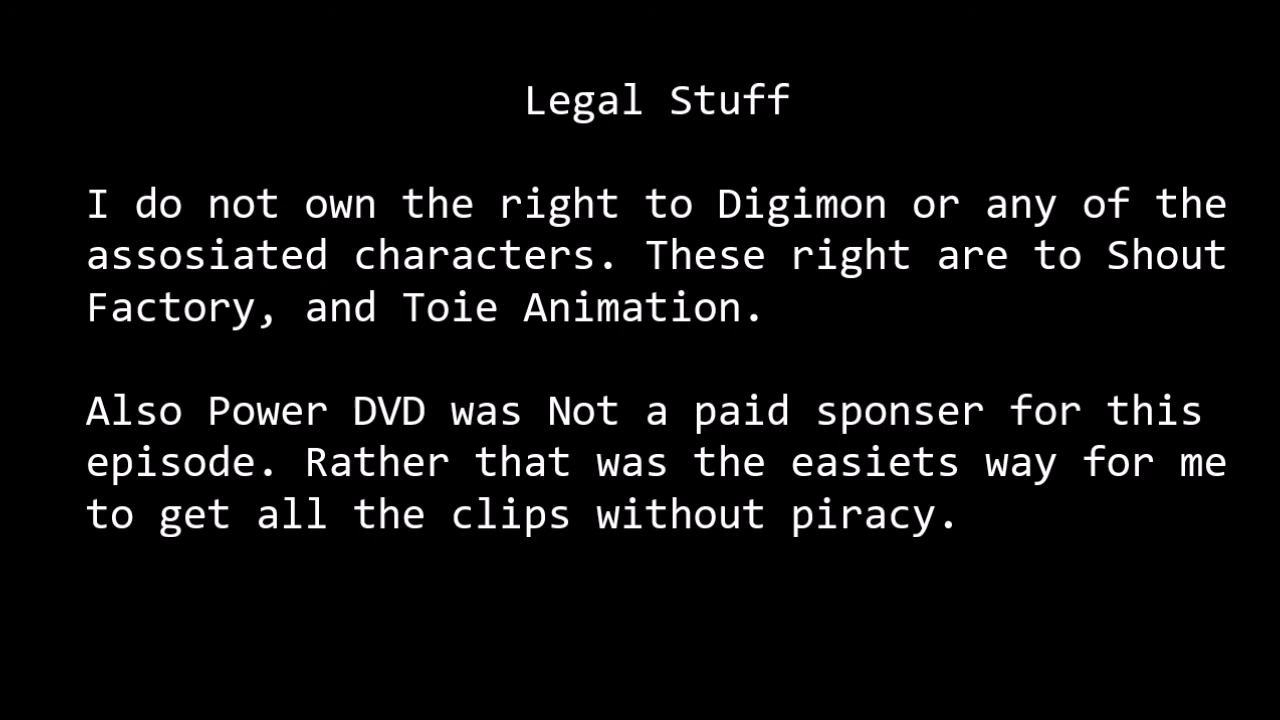 Legal Stuff
I do not own the right to Digimon or any of the
assosiated characters. These right are to Shout
Factory, and Toie Animation.
Also Power DVD was Not a paid sponser for this
episode. Rather that was the easiets way for me
to get all the clips without piracy.